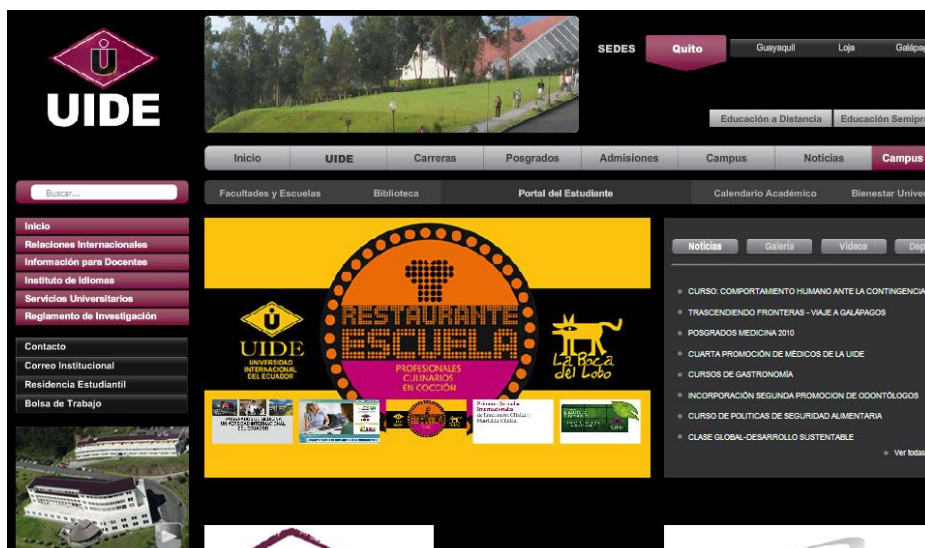 UIDE
SEDES
Quito
Guayaquil
Loja
Educación a Distancia
Educación
Inicio
UIDE
Carreras
Posgrados
Admisiones
Campus
Noticias
Campus
Buscar...
Facultades y Escuelas
Biblioteca
Portal del Estudiante
Calendario Académico
Bienestar
Inicio
Relaciones Internacionales
Información para Docentes
Instituto de Idiomas
Servicios Universitarios
Reglamento de Investigación
Contacto
Correo Institucional
Residencia Estudiantil
Bolsa de Trabajo
UIDE
UNIVERSIDAD
INTERNACIONAL
DEL ECUADOR
RESTAURANTE
ESCUELA
PROFESIONALES
CULINARIOS
EN COCCIÓN
La Boca
del Lobo
Noticias
Galería
Videos
CURSO: COMPORTAMIENTO HUMANO ANTE LA CONTINGENCIA
TRASCENDIENDO FRONTERAS - VIAJE A GALÁPAGOS
POSGRADOS MEDICINA 2010
CUARTA PROMOCIÓN DE MÉDICOS DE LA UIDE
CURSOS DE GASTRONOMÍA
INCORPORACIÓN SEGUNDA PROMOCION DE ODONTÓLOGOS
CURSO DE POLITICAS DE SEGURIDAD ALIMENTARIA
CLASE GLOBAL-DESARROLLO SUSTENTABLE
Ver todas